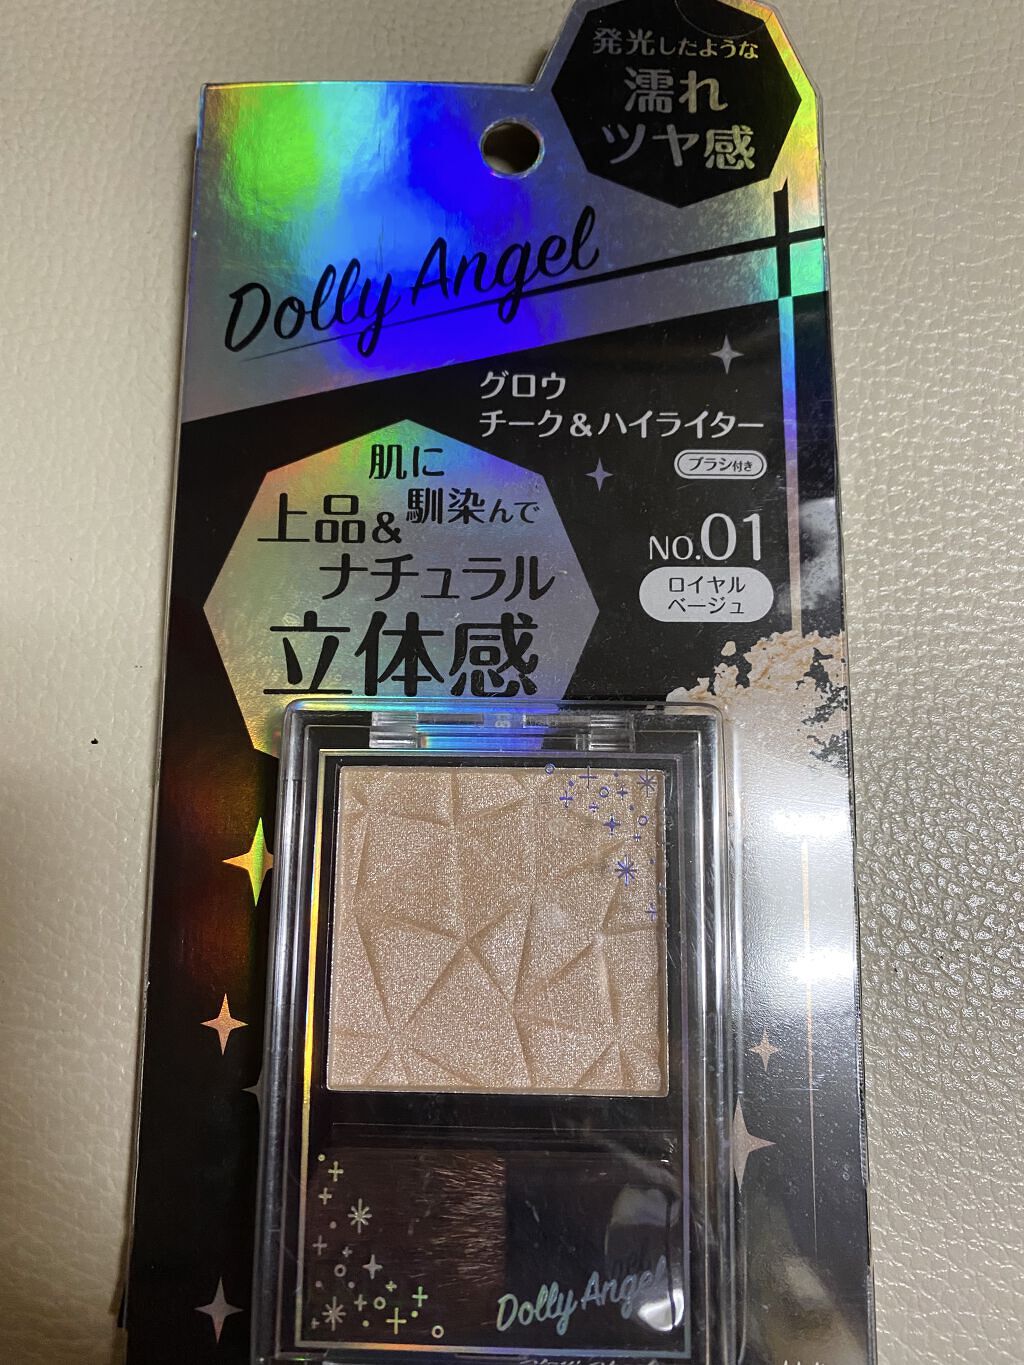 発光したような
濡れ
ツヤ感
Dolly Angel
グロウ
チーク&ハイライター
ブラシ付き
肌に
馴染んで
上品&
ナチュラル
立体感
NO.01
ロイヤル
ベージュ
Dolly Angel